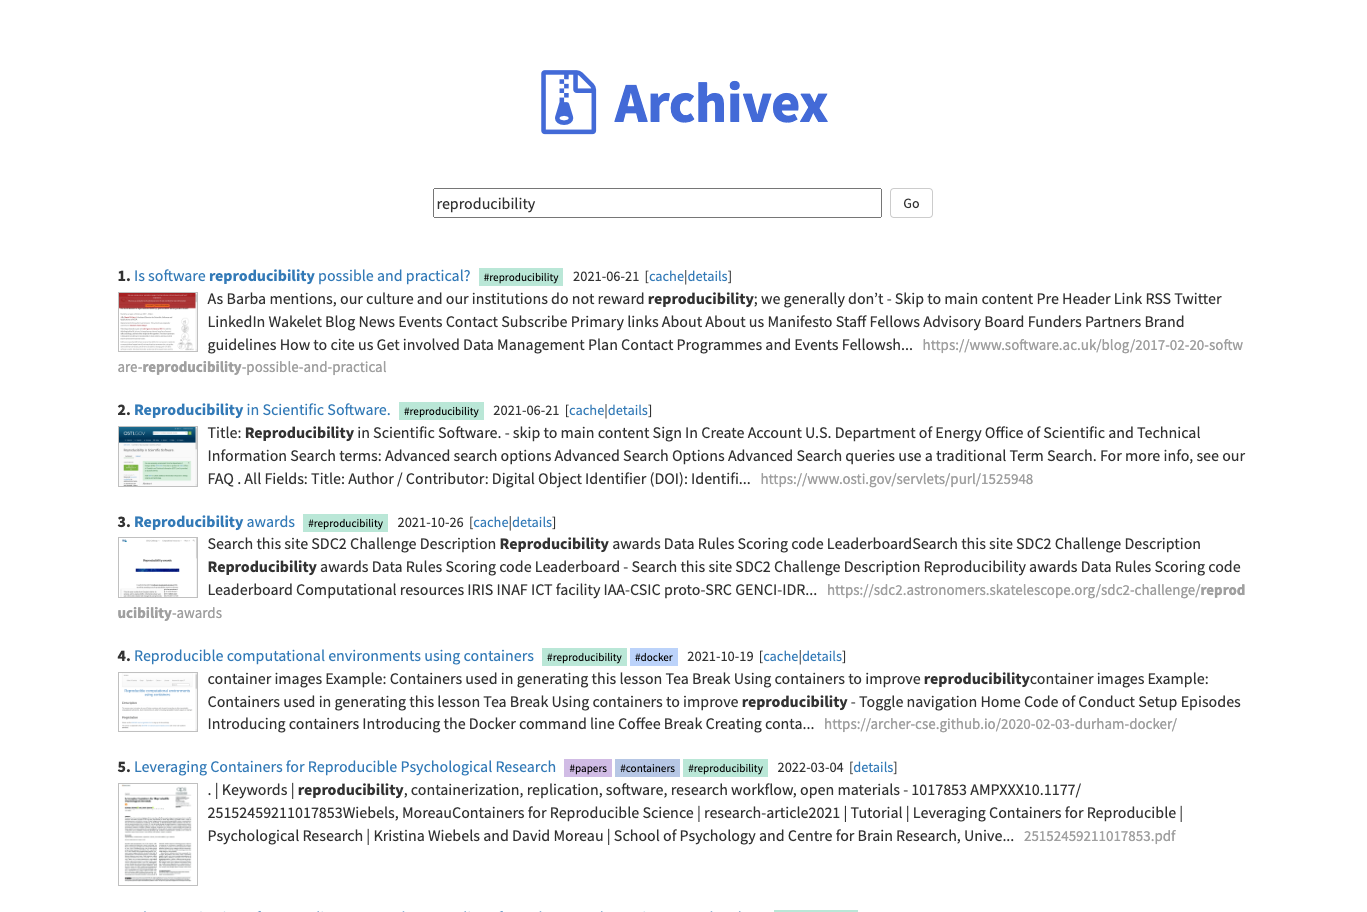 Archivex
reproducibility Go
1. Is software reproducibility possible and practical? #reproducibility 2021-06-21 [cache|details]
As Barba mentions, our culture and our institutions do not reward reproducibility; we generally don’t - Skip to main content Pre Header Link RSS Twitter
LinkedIn Wakelet Blog News Events Contact Subscribe Primary links About About us Manifesto Staff Fellows Advisory Board Funders Partners Brand
guidelines How to cite us Get involved Data Management Plan Contact Programmes and Events Fellowsh... https://www.software.ac.uk/blog/2017-02-20-softw
are-reproducibility-possible-and-practical
2. Reproducibility in Scientific Software. #reproducibility 2021-06-21 [cache|details]
Title: Reproducibility in Scientific Software. - skip to main content Sign In Create Account U.S. Department of Energy Office of Scientific and Technical
Information Search terms: Advanced search options Advanced Search Options Advanced Search queries use a traditional Term Search. For more info, see our
FAQ . All Fields: Title: Author / Contributor: Digital Object Identifier (DOI): Identifi... https://www.osti.gov/servlets/purl/1525948
3. Reproducibility awards #reproducibility 2021-10-26 [cache|details]
Search this site SDC2 Challenge Description Reproducibility awards Data Rules Scoring code LeaderboardSearch this site SDC2 Challenge Description
Reproducibility awards Data Rules Scoring code Leaderboard - Search this site SDC2 Challenge Description Reproducibility awards Data Rules Scoring code
Leaderboard Computational resources IRIS INAF ICT facility IAA-CSIC proto-SRC GENCI-IDR... https://sdc2.astronomers.skatelescope.org/sdc2-challenge/reprod
ucibility-awards
4. Reproducible computational environments using containers #reproducibility #docker 2021-10-19 [cache|details]
container images Example: Containers used in generating this lesson Tea Break Using containers to improve reproducibilitycontainer images Example:
Containers used in generating this lesson Tea Break Using containers to improve reproducibility - Toggle navigation Home Code of Conduct Setup Episodes
Introducing containers Introducing the Docker command line Coffee Break Creating conta... https://archer-cse.github.io/2020-02-03-durham-docker/
5. Leveraging Containers for Reproducible Psychological Research #papers #containers #reproducibility 2022-03-04 [details]
. | Keywords | reproducibility, containerization, replication, software, research workflow, open materials - 1017853 AMPXXX10.1177/
25152459211017853Wiebels, MoreauContainers for Reproducible Science | research-article2021 | Tutorial | Leveraging Containers for Reproducible |
Psychological Research | Kristina Wiebels and David Moreau | School of Psychology and Centre for Brain Research, Unive... 25152459211017853.pdf